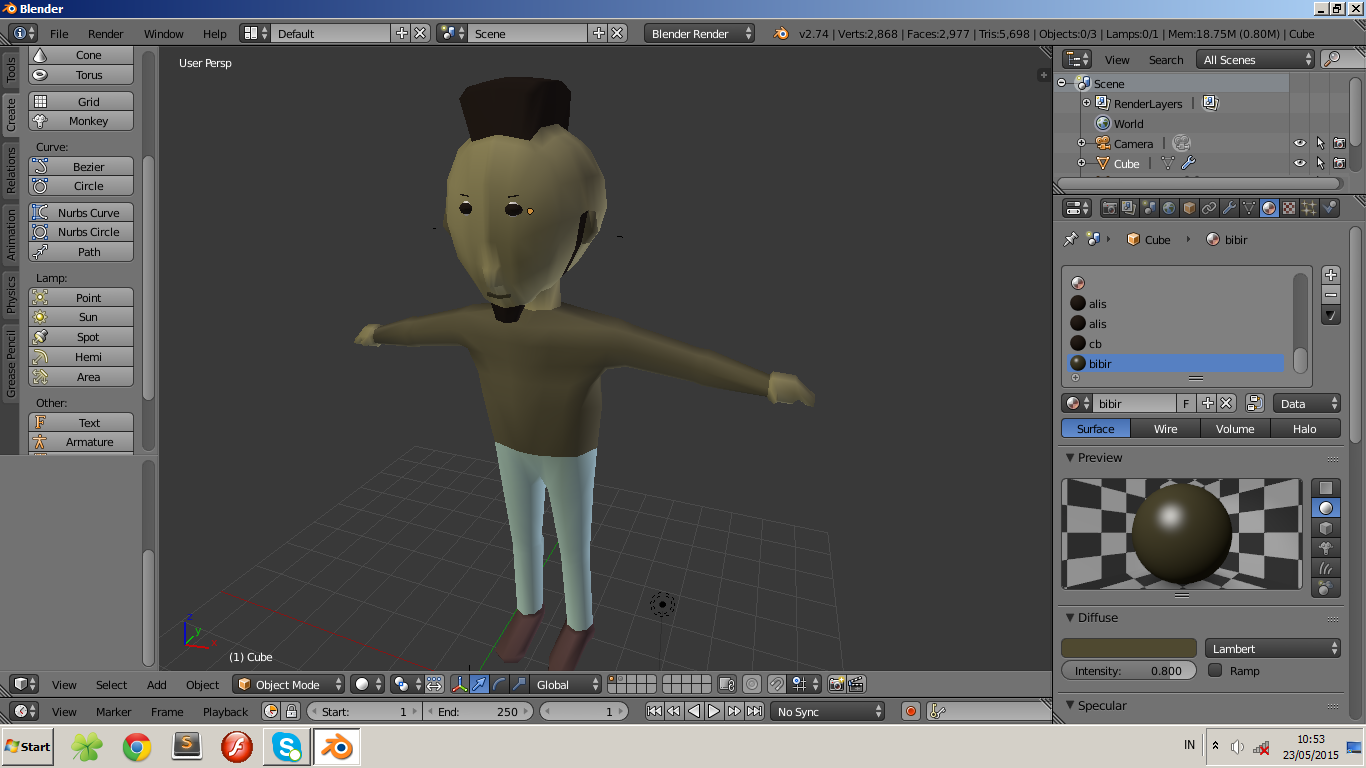 Blender
File Render Window Help Default Scene Blender Render v2.74 | Verts:2,868 | Faces:2,977 | Tris:5,698 | Objects:0/3 | Lamps:0/1 | Mem:18.75M (0.80M) | Cube
Tools
Create
Relations
Animation
Physics
Grease Pencil
Cone
Torus
Grid
Monkey
Curve:
Bezier
Circle
Nurbs Curve
Nurbs Circle
Path
Lamp:
Point
Sun
Spot
Hemi
Area
Other:
Text
Armature
User Persp
z
y
x
(1) Cube
View Search All Scenes
Scene
RenderLayers
World
Camera
Cube
Cube bibir
alis
alis
cb
bibir
bibir F Data
Surface Wire Volume Halo
Preview
Diffuse
Lambert
Intensity: 0.800 Ramp
Specular
View Select Add Object Object Mode Global
View Marker Frame Playback Start: 1 End: 250 1 No Sync
Start IN 10:53
23/05/2015